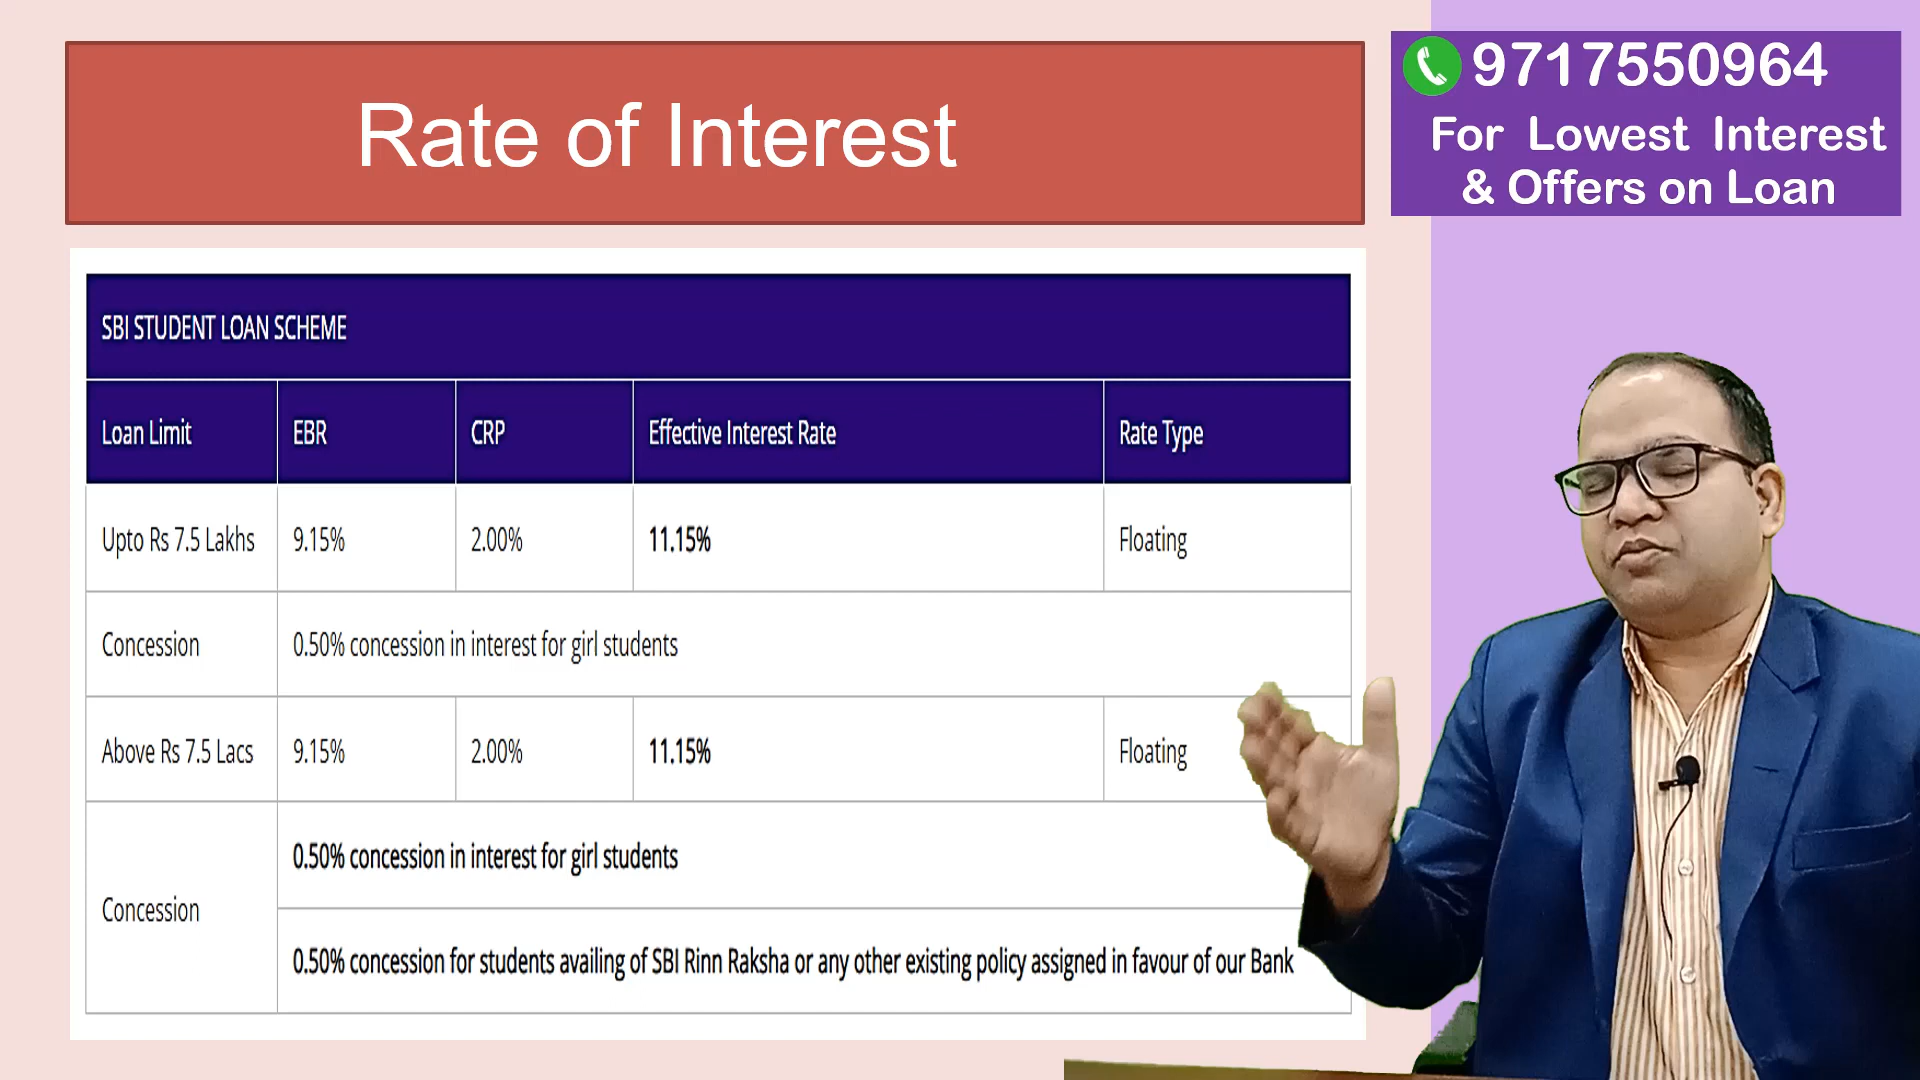 Rate of Interest
9717550964
For Lowest Interest
& Offers on Loan
SBI STUDENT LOAN SCHEME
Loan Limit EBR CRP Effective Interest Rate Rate Type
Upto Rs 7.5 Lakhs 9.15% 2.00% 11.15% Floating
Concession 0.50% concession in interest for girl students
Above Rs 7.5 Lacs 9.15% 2.00% 11.15% Floating
Concession
0.50% concession in interest for girl students
0.50% concession for students availing of SBI Rinn Raksha or any other existing policy assigned in favour of our Bank